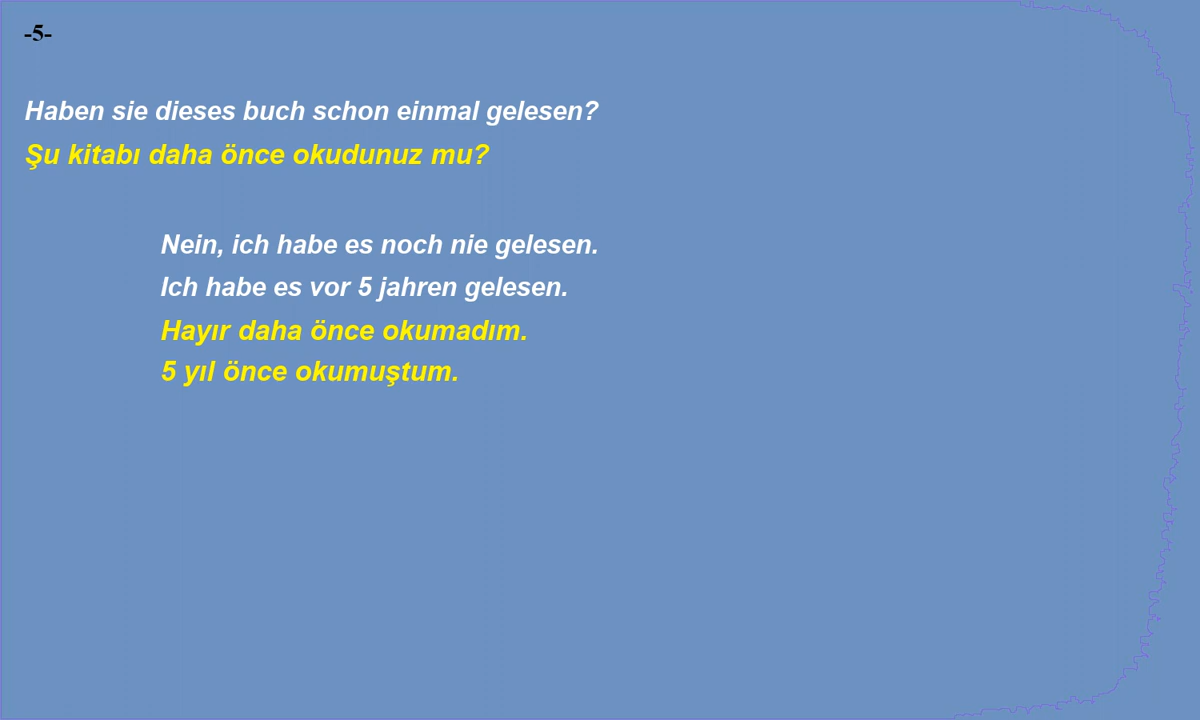 -5-
Haben sie dieses buch schon einmal gelesen?
Şu kitabı daha önce okudunuz mu?
Nein, ich habe es noch nie gelesen.
Ich habe es vor 5 jahren gelesen.
Hayır daha önce okumadım.
5 yıl önce okumuştum.